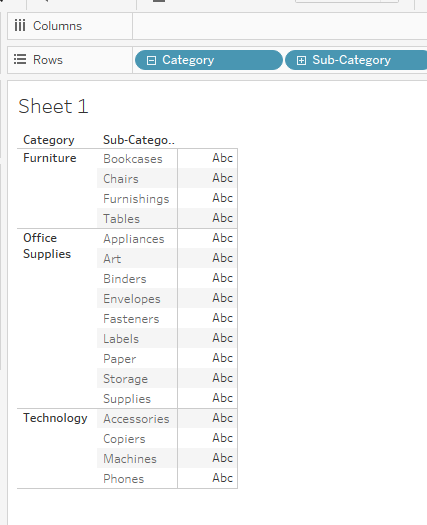 Columns
Rows Category Sub-Category
Sheet 1
Category Sub-Catego..
Furniture Bookcases Abc
Chairs Abc
Furnishings Abc
Tables Abc
Office Appliances Abc
Supplies Art Abc
Binders Abc
Envelopes Abc
Fasteners Abc
Labels Abc
Paper Abc
Storage Abc
Supplies Abc
Technology Accessories Abc
Copiers Abc
Machines Abc
Phones Abc